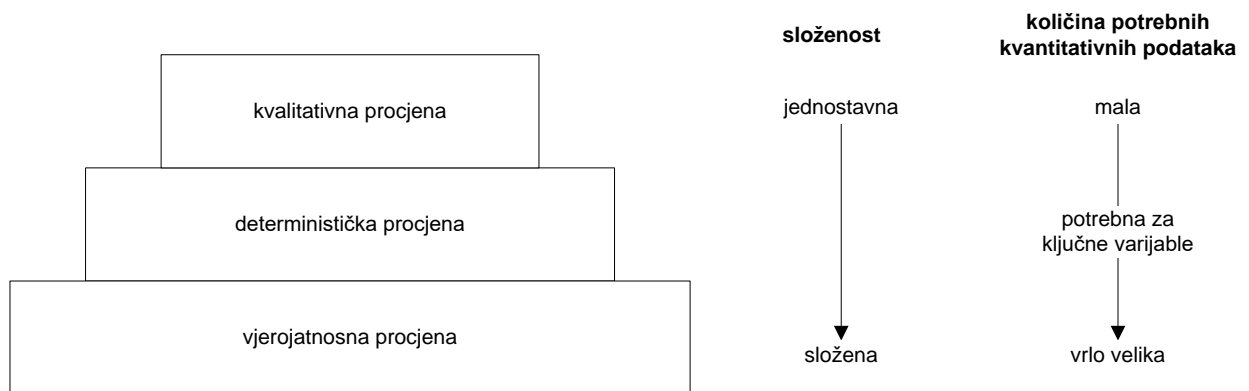 složenost
količina potrebnih
kvantitativnih podataka
kvalitativna procjena
jednostavna
mala
deterministička procjena
potrebna za
ključne varijable
vjerojatnosna procjena
složena
vrlo velika